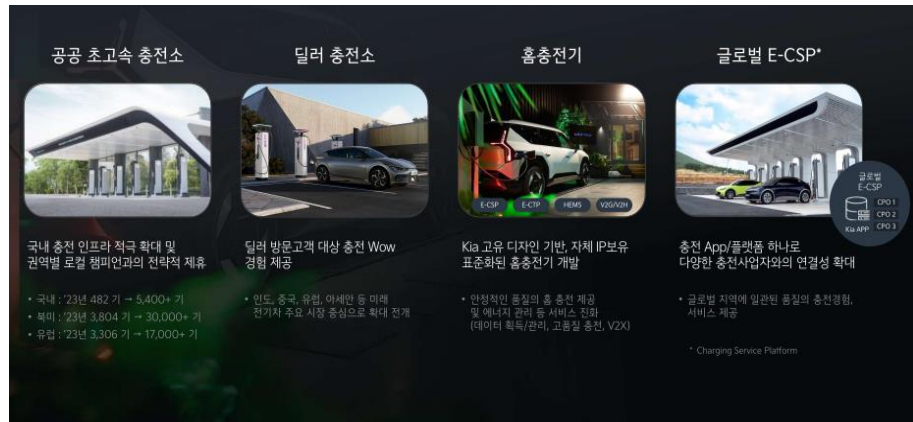 공공 초고속 충전소
국내 충전 인프라 적극 확대 및
권역별 로컬 챔피언과의 전략적 제휴
• 국내 : '23년 482 기 → 5,400+ 기
• 북미 : '23년 3,804 기 → 30,000+ 기
• 유럽 : '23년 3,306 기 → 17,000+ 기
딜러 충전소
딜러 방문고객 대상 충전 Wow
경험 제공
• 인도, 중국, 유럽, 아세안 등 미래
전기차 주요 시장 중심으로 확대 전개
홈충전기
E-CSP
E-CTP
HEMS
V2G/V2H
Kia 고유 디자인 기반, 자체 IP보유
표준화된 홈충전기 개발
• 안정적인 품질의 홈 충전 제공
및 에너지 관리 등 서비스 진화
(데이터 획득/관리, 고품질 충전, V2X)
글로벌 E-CSP*
글로벌
E-CSP
CPO 1
CPO 2
CPO 3
Kia APP
충전 App/플랫폼 하나로
다양한 충전사업자와의 연결성 확대
• 글로벌 지역에 일관된 품질의 충전경험,
서비스 제공
* Charging Service Platform